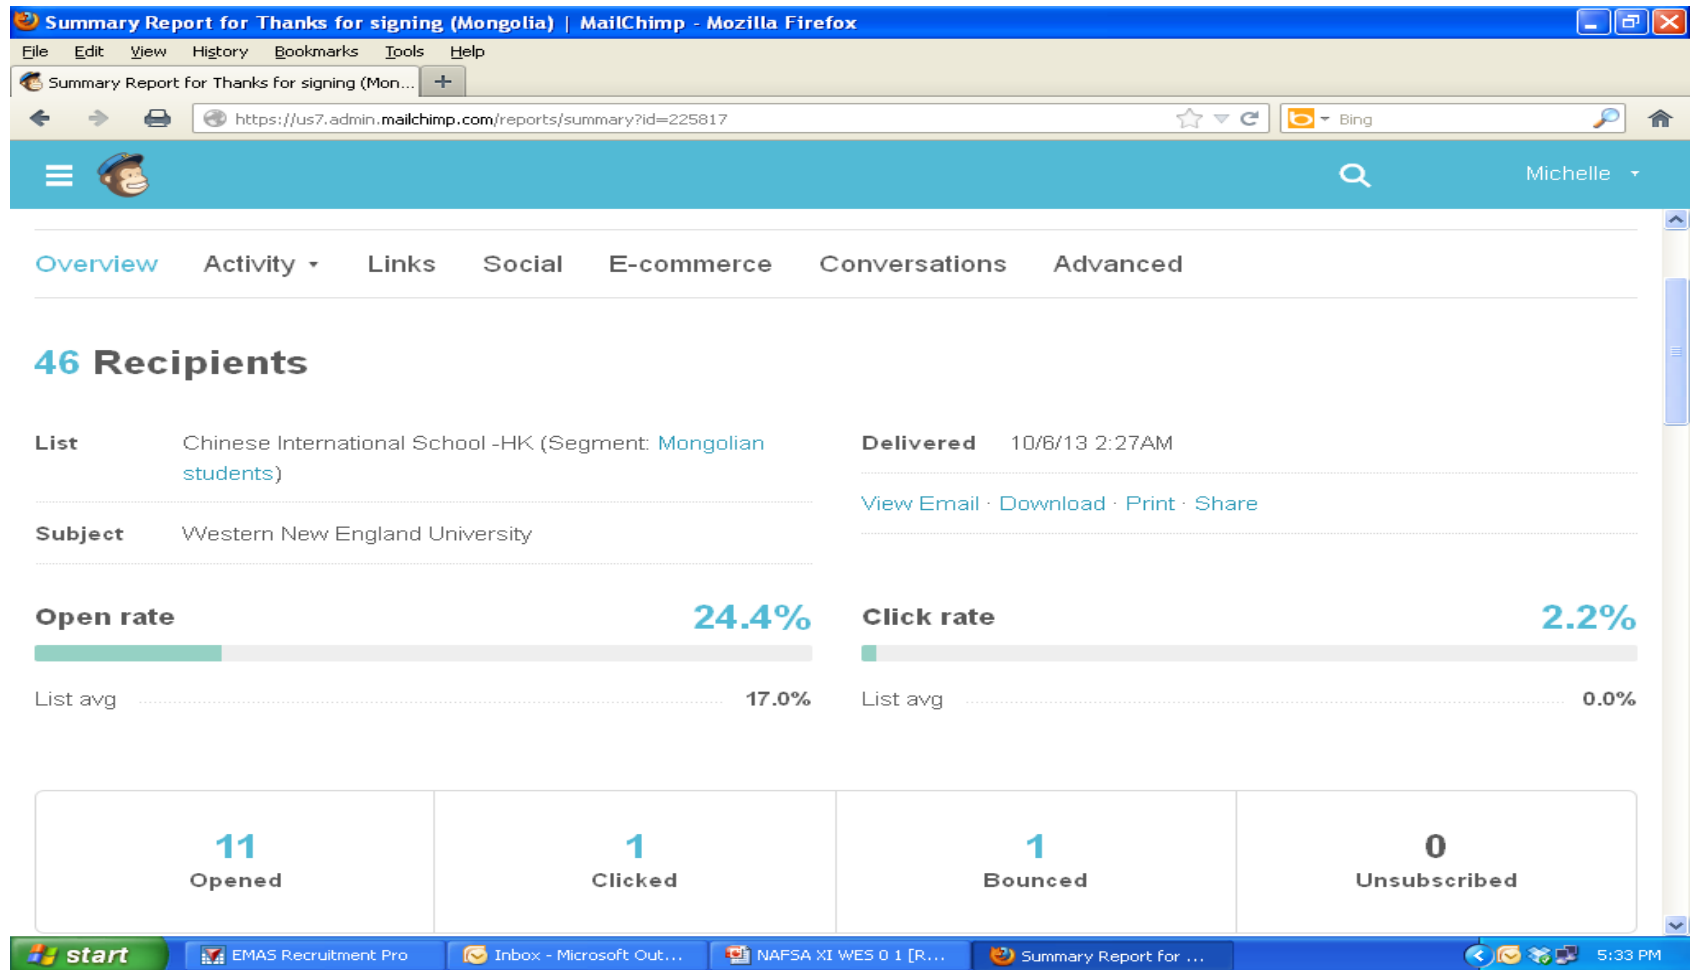 Summary Report for Thanks for signing (Mongolia) | MailChimp - Mozilla Firefox
File Edit View History Bookmarks Tools Help
Summary Report for Thanks for signing (Mon... +
https://us7.admin.mailchimp.com/reports/summary?id=225817 Bing
Michelle
Overview Activity Links Social E-commerce Conversations Advanced
46 Recipients
List Chinese International School -HK (Segment: Mongolian
students)
Delivered 10/6/13 2:27AM
View Email · Download · Print · Share
Subject Western New England University
Open rate 24.4%
List avg 17.0%
Click rate 2.2%
List avg 0.0%
11
Opened
1
Clicked
1
Bounced
0
Unsubscribed
start EMAS Recruitment Pro Inbox - Microsoft Out... NAFSA XI WES 0 1 [R... Summary Report for ... 5:33 PM